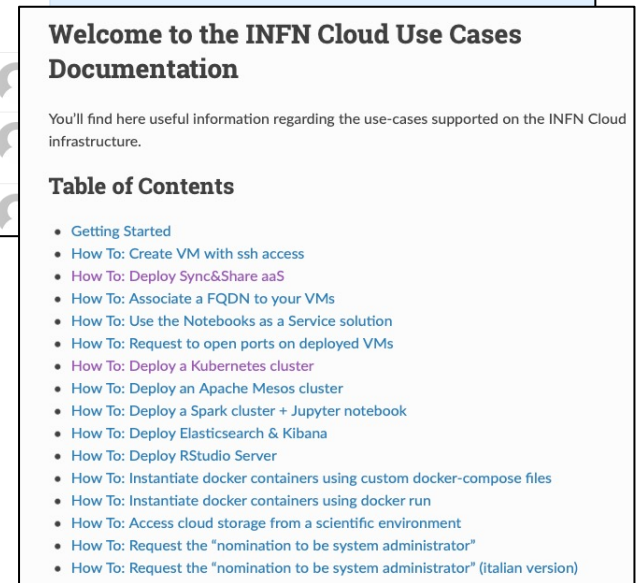 Welcome to the INFN Cloud Use Cases
Documentation
You'll find here useful information regarding the use-cases supported on the INFN Cloud
infrastructure.
Table of Contents
Getting Started
How To: Create VM with ssh access
How To: Deploy Sync&Share aaS
How To: Associate a FQDN to your VMs
How To: Use the Notebooks as a Service solution
How To: Request to open ports on deployed VMs
How To: Deploy a Kubernetes cluster
How To: Deploy an Apache Mesos cluster
How To: Deploy a Spark cluster + Jupyter notebook
How To: Deploy Elasticsearch & Kibana
How To: Deploy RStudio Server
How To: Instantiate docker containers using custom docker-compose files
How To: Instantiate docker containers using docker run
How To: Access cloud storage from a scientific environment
How To: Request the “nomination to be system administrator”
How To: Request the “nomination to be system administrator” (italian version)